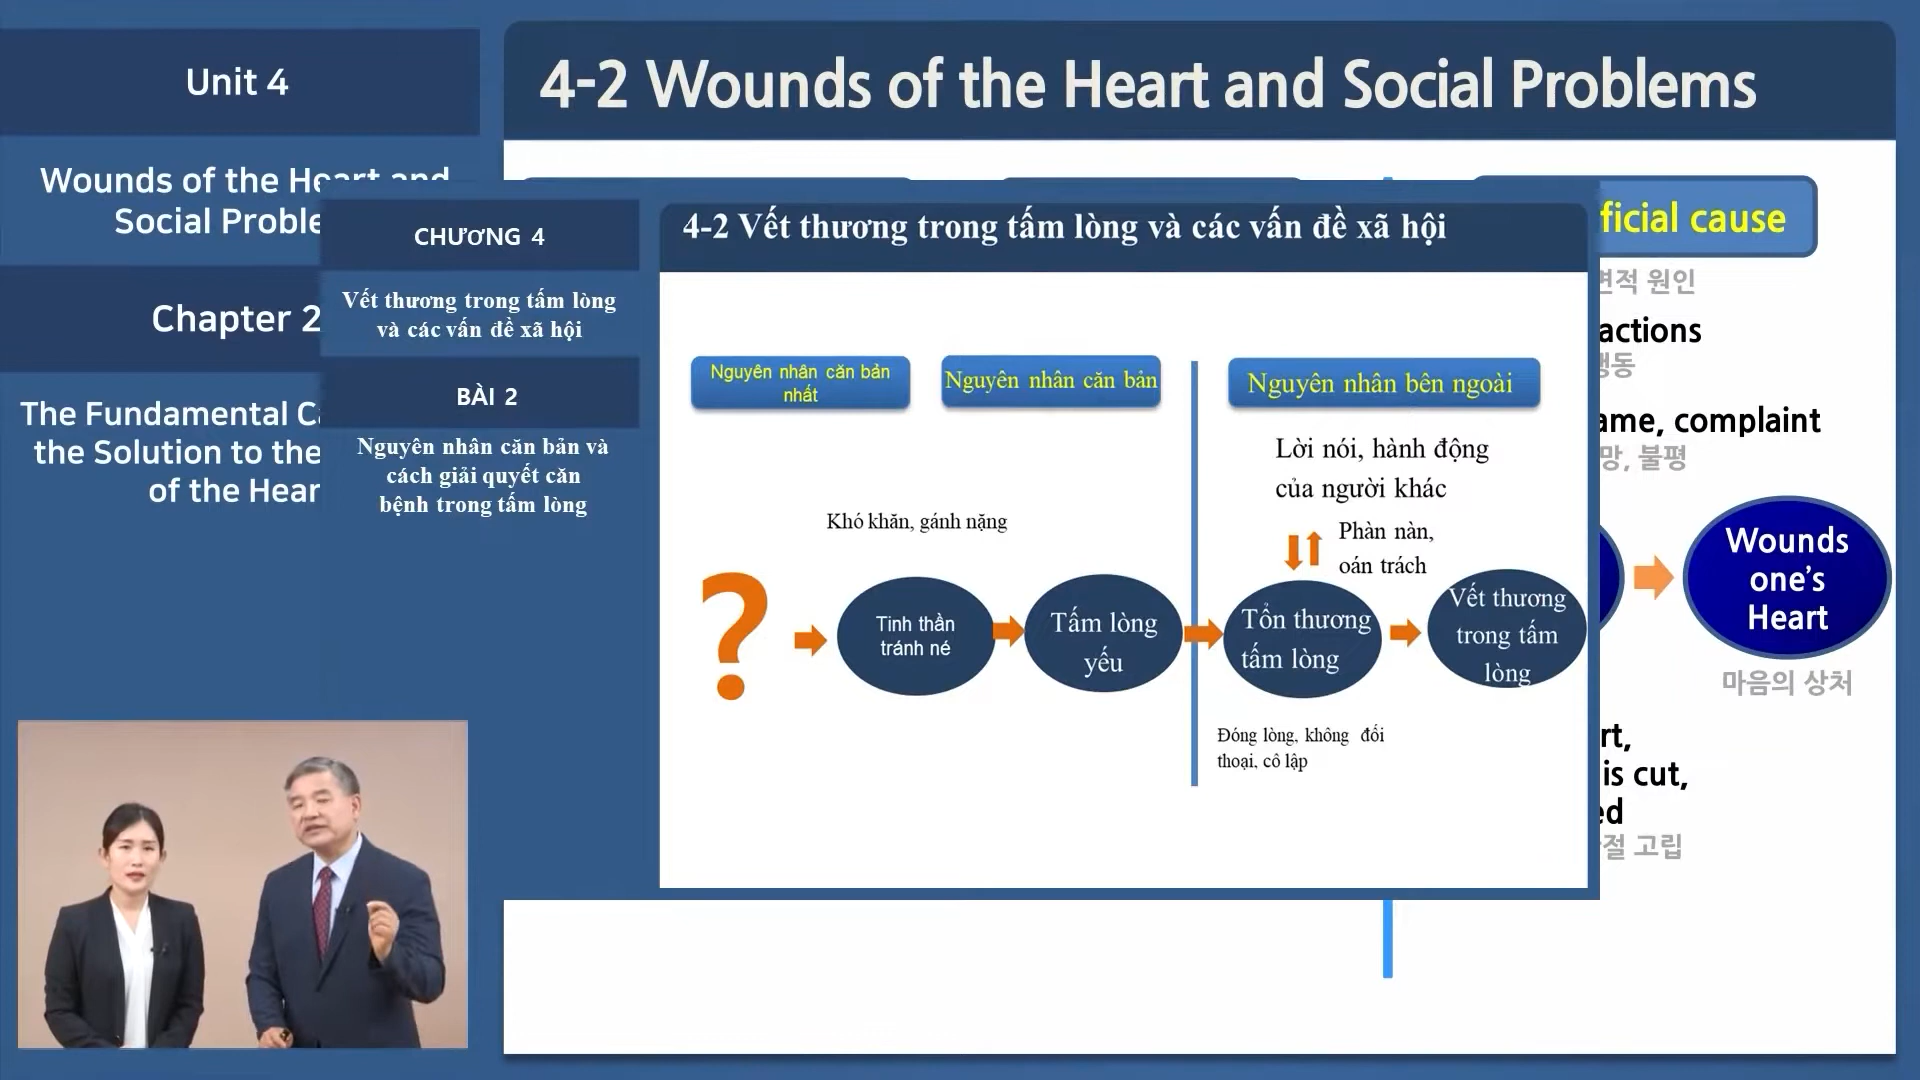 Unit 4
4-2 Wounds of the Heart and Social Problems
Wounds of the Heart and
Social Proble
Chapter 2
The Fundamental C
the Solution to the
of the Hear
CHƯƠNG 4
Vết thương trong tấm lòng
và các vấn đề xã hội
BÀI 2
Nguyên nhân căn bản và
cách giải quyết căn
bệnh trong tấm lòng
4-2 Vết thương trong tấm lòng và các vấn đề xã hội
Nguyên nhân căn bản
nhất
Nguyên nhân căn bản
Nguyên nhân bên ngoài
Lời nói, hành động
của người khác
Khó khăn, gánh nặng
Phàn nàn,
oán trách
?
Tinh thần
tránh né
Tấm lòng
yếu
Tổn thương
tấm lòng
Vết thương
trong tấm
lòng
Đóng lòng, không đối
thoại, cô lập
ficial cause
면적 원인
actions
행동
ame, complaint
망, 불평
Wounds
one's
Heart
마음의 상처
rt,
is cut,
ed
절 고립